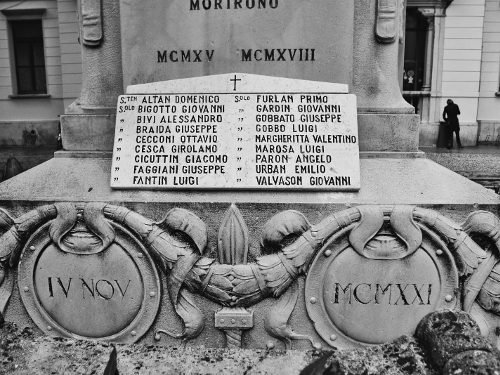 MORIRONO
MCMXV MCMXVIII
S.TEN ALTAN DOMENICO
S.OLD BIGOTTO GIOVANNI
„ BIVI ALESSANDRO
„ BRAIDA GIUSEPPE
„ CECCONI OTTAVIO
„ CESCA GIROLAMO
„ CICUTTIN GIACOMO
„ FAGGIANI GIUSEPPE
„ FANTIN LUIGI
S.OLD FURLAN PRIMO
„ GARDIN GIOVANNI
„ GOBBATO GIUSEPPE
„ GOBBO LUIGI
„ MARGHERITTA VALENTINO
„ MAROSA LUIGI
„ PARON ANGELO
„ URBAN EMILIO
„ VALVASON GIOVANNI
IV NOV.
MCMXXI